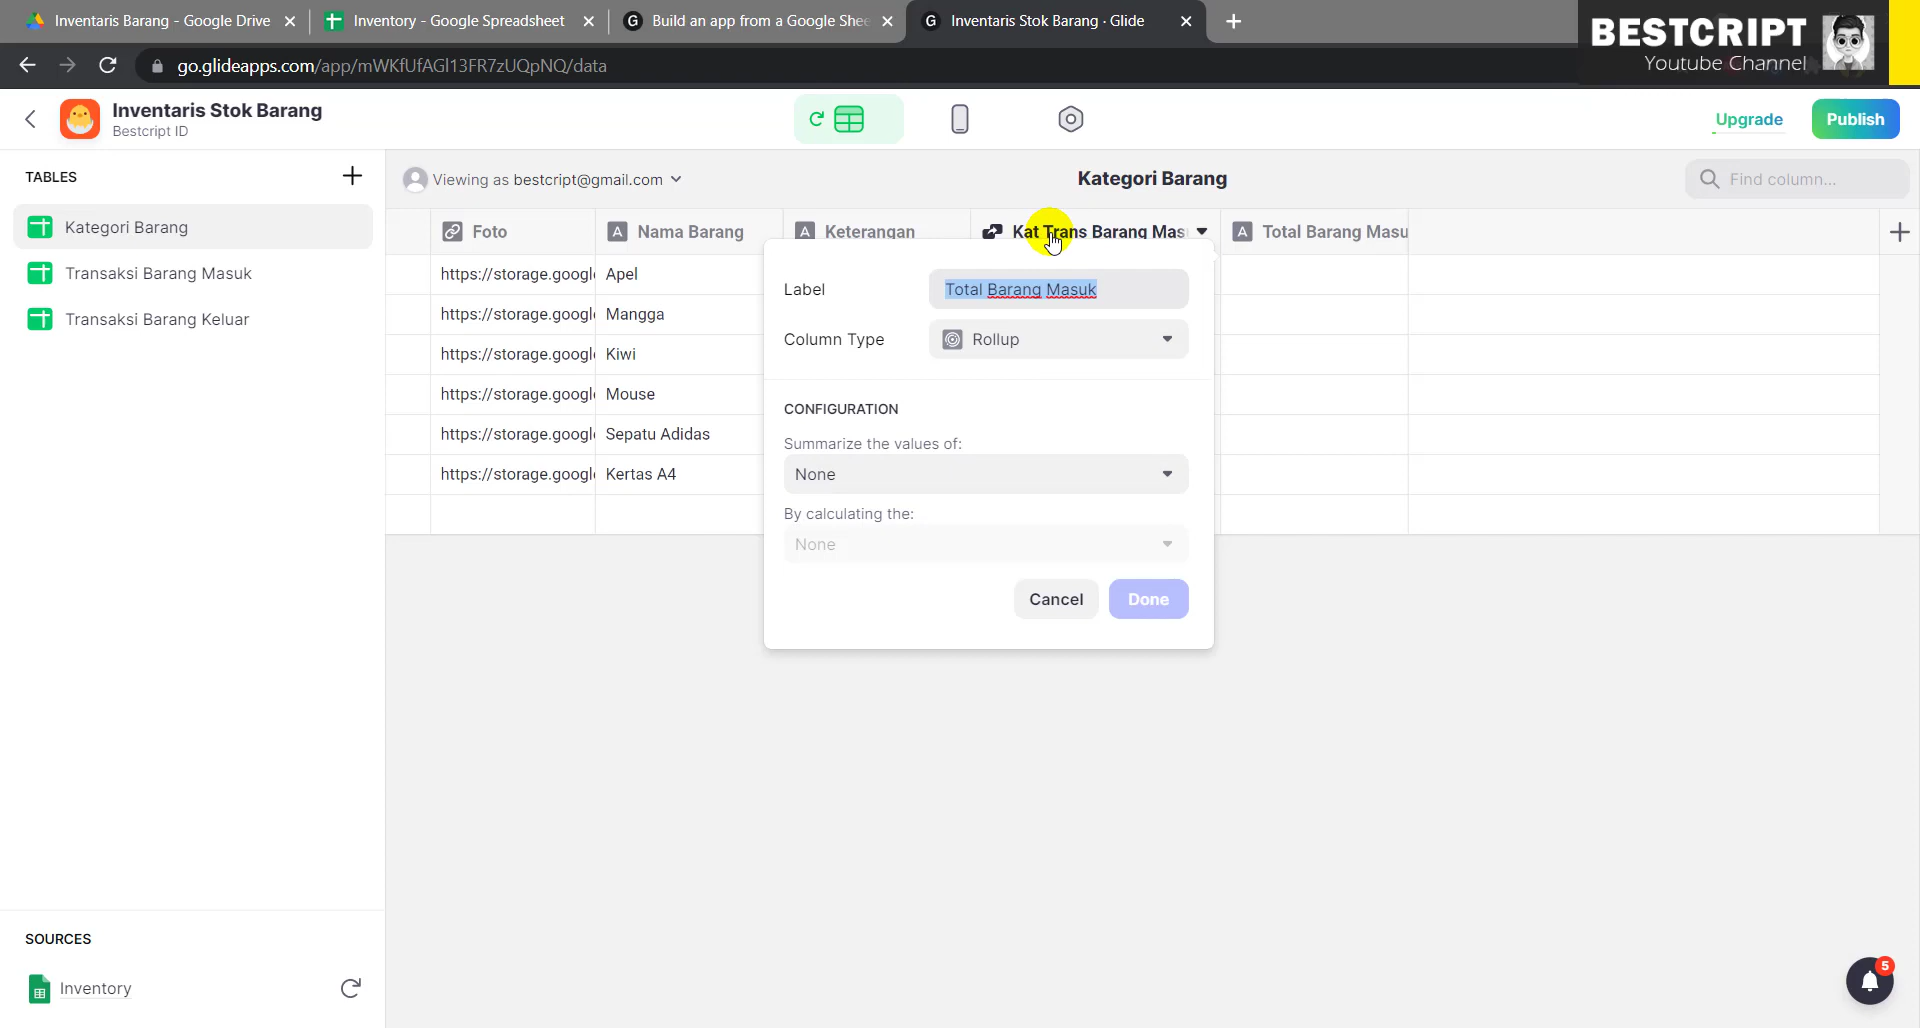 Inventaris Barang - Google Drive
Inventory - Google Spreadsheet
Build an app from a Google Shee
Inventaris Stok Barang · Glide
BESTCRIPT
Youtube Channel
go.glideapps.com/app/mWKfUfAGl13FR7zUQpNQ/data
Inventaris Stok Barang
Bestcript ID
Upgrade
Publish
TABLES
Viewing as bestcript@gmail.com
Kategori Barang
Find column...
Kategori Barang
Transaksi Barang Masuk
Transaksi Barang Keluar
Foto
Nama Barang
Keterangan
Kat Trans Barang Mas
Total Barang Masu
https://storage.googl
Apel
https://storage.googl
Mangga
https://storage.googl
Kiwi
https://storage.googl
Mouse
https://storage.googl
Sepatu Adidas
https://storage.googl
Kertas A4
Label
Total Barang Masuk
Column Type
Rollup
CONFIGURATION
Summarize the values of:
None
By calculating the:
None
Cancel
Done
SOURCES
Inventory
5